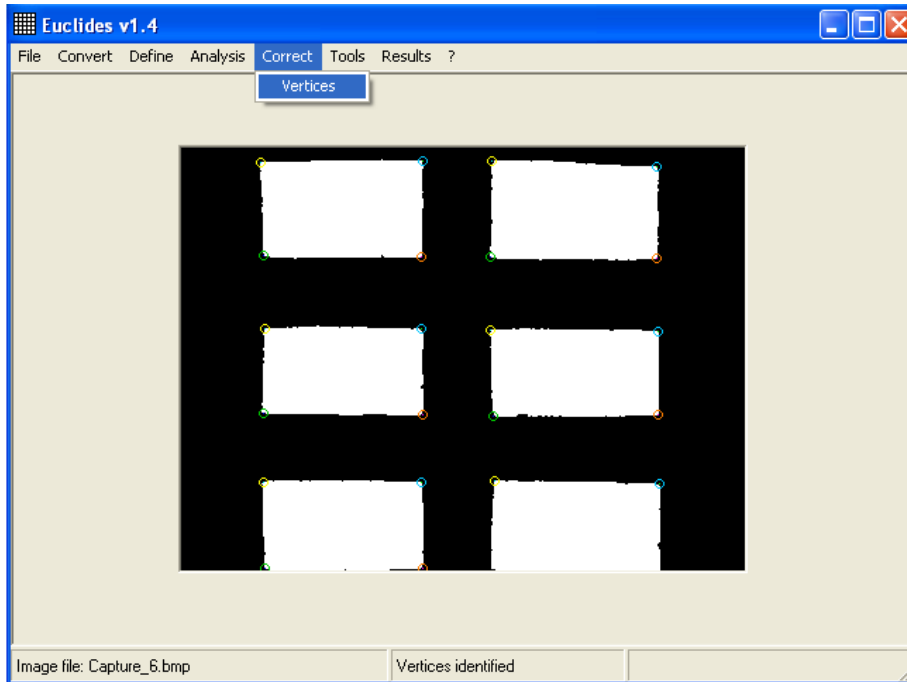 Euclides v1.4
File Convert Define Analysis Correct Tools Results ?
Vertices
Image file: Capture_6.bmp Vertices identified